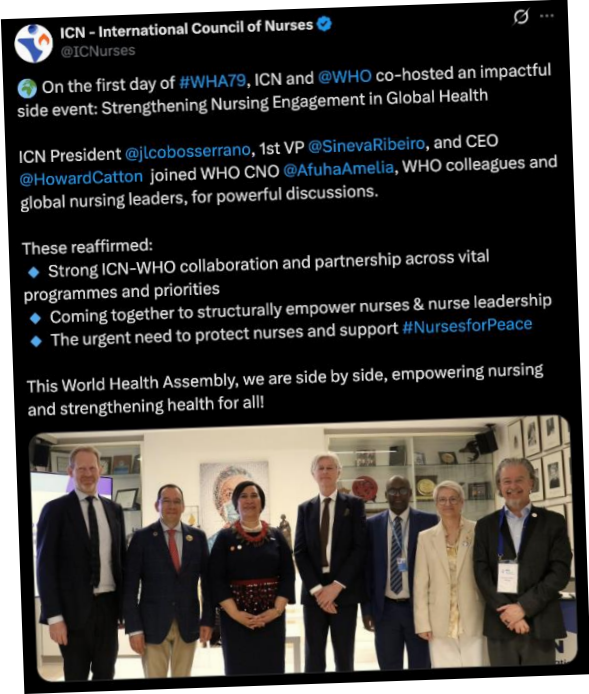 ICN - International Council of Nurses
@ICNurses
🌍 On the first day of #WHA79, ICN and @WHO co-hosted an impactful
side event: Strengthening Nursing Engagement in Global Health
ICN President @jlcobosserrano, 1st VP @SinevaRibeiro, and CEO
@HowardCatton joined WHO CNO @AfuhaAmelia, WHO colleagues and
global nursing leaders, for powerful discussions.
These reaffirmed:
🔹 Strong ICN-WHO collaboration and partnership across vital
programmes and priorities
🔹 Coming together to structurally empower nurses & nurse leadership
🔹 The urgent need to protect nurses and support #NursesforPeace
This World Health Assembly, we are side by side, empowering nursing
and strengthening health for all!